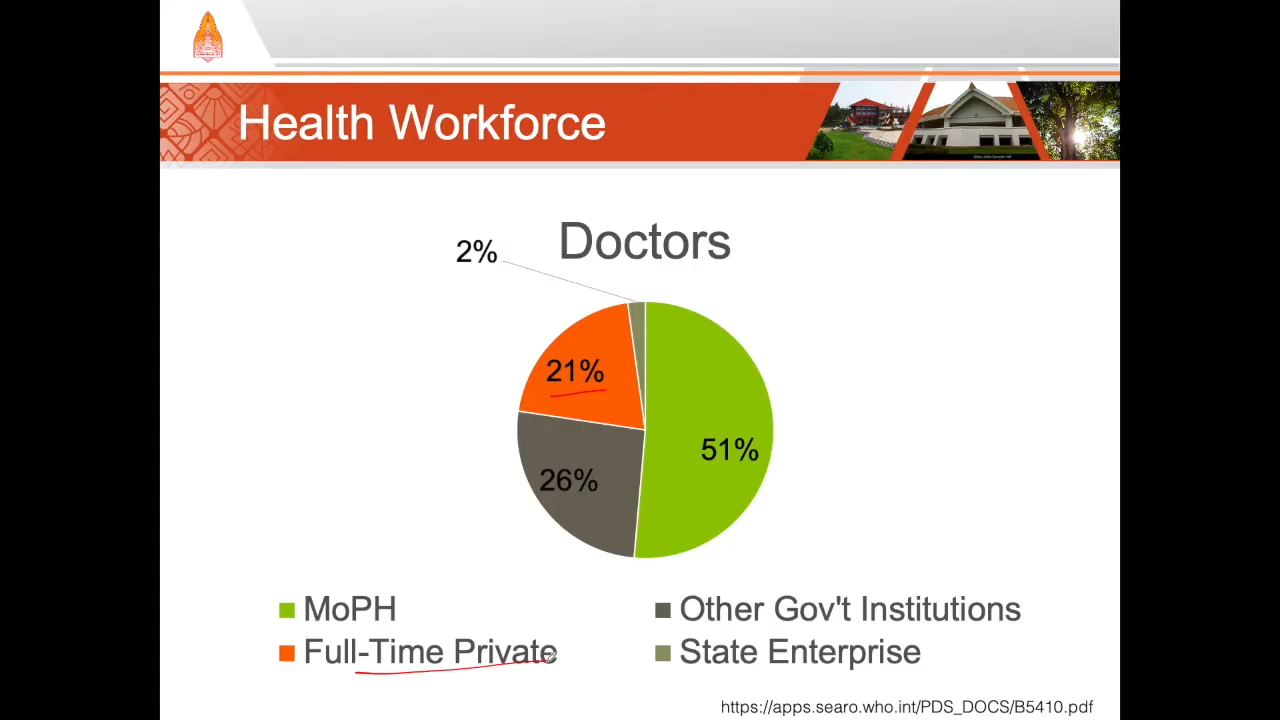 Health Workforce
Doctors
2%
21%
51%
26%
MoPH
Other Gov't Institutions
Full-Time Private
State Enterprise
https://apps.searo.who.int/PDS_DOCS/B5410.pdf